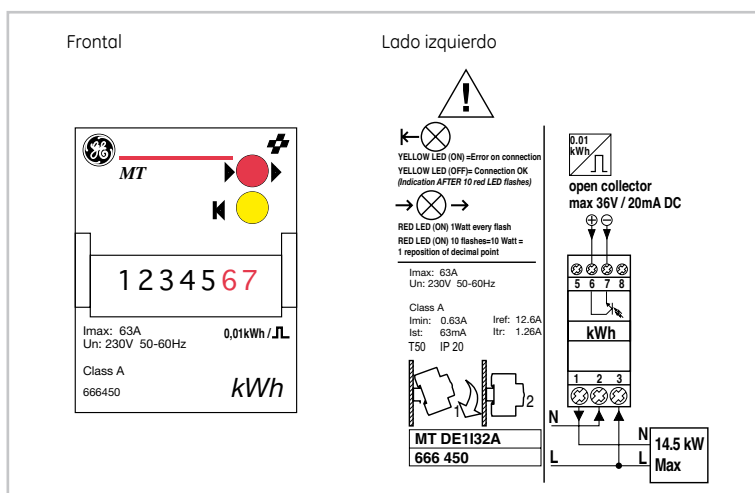 Frontal
MT
1234567
Imax: 63A
Un: 230V 50-60Hz
0,01kWh /
Class A
666450
kWh
Lado izquierdo
!
YELLOW LED (ON) =Error on connection
YELLOW LED (OFF)= Connection OK
(Indication AFTER 10 red LED flashes)
RED LED (ON) 1Watt every flash
RED LED (ON) 10 flashes=10 Watt =
1 reposition of decimal point
Imax: 63A
Un: 230V 50-60Hz
Class A
Imin: 0.63A Iref: 12.6A
Ist: 63mA Itr: 1.26A
T50 IP 20
1
2
MT DE1I32A
666 450
0.01
kWh
open collector
max 36V / 20mA DC
+ -
5 6 7 8
kWh
1 2 3
N
L
N
L
14.5 kW
Max